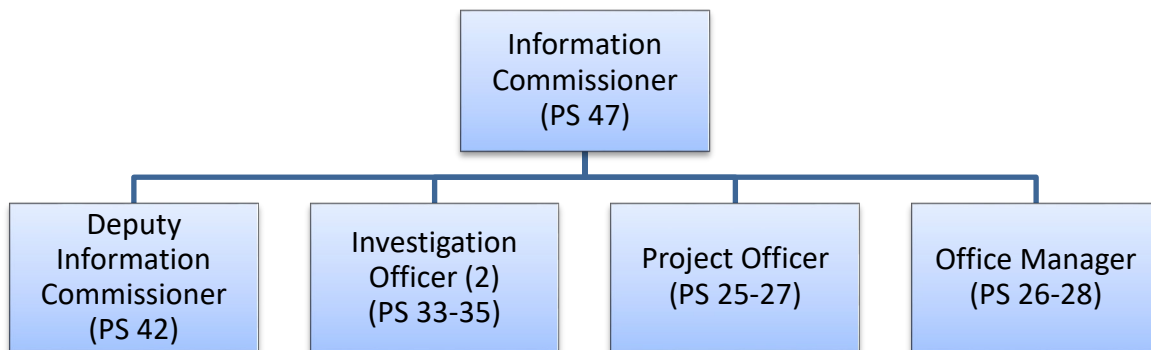 Information
Commissioner
(PS 47)
Deputy
Information
Commissioner
(PS 42)
Investigation
Officer (2)
(PS 33-35)
Project Officer
(PS 25-27)
Office Manager
(PS 26-28)